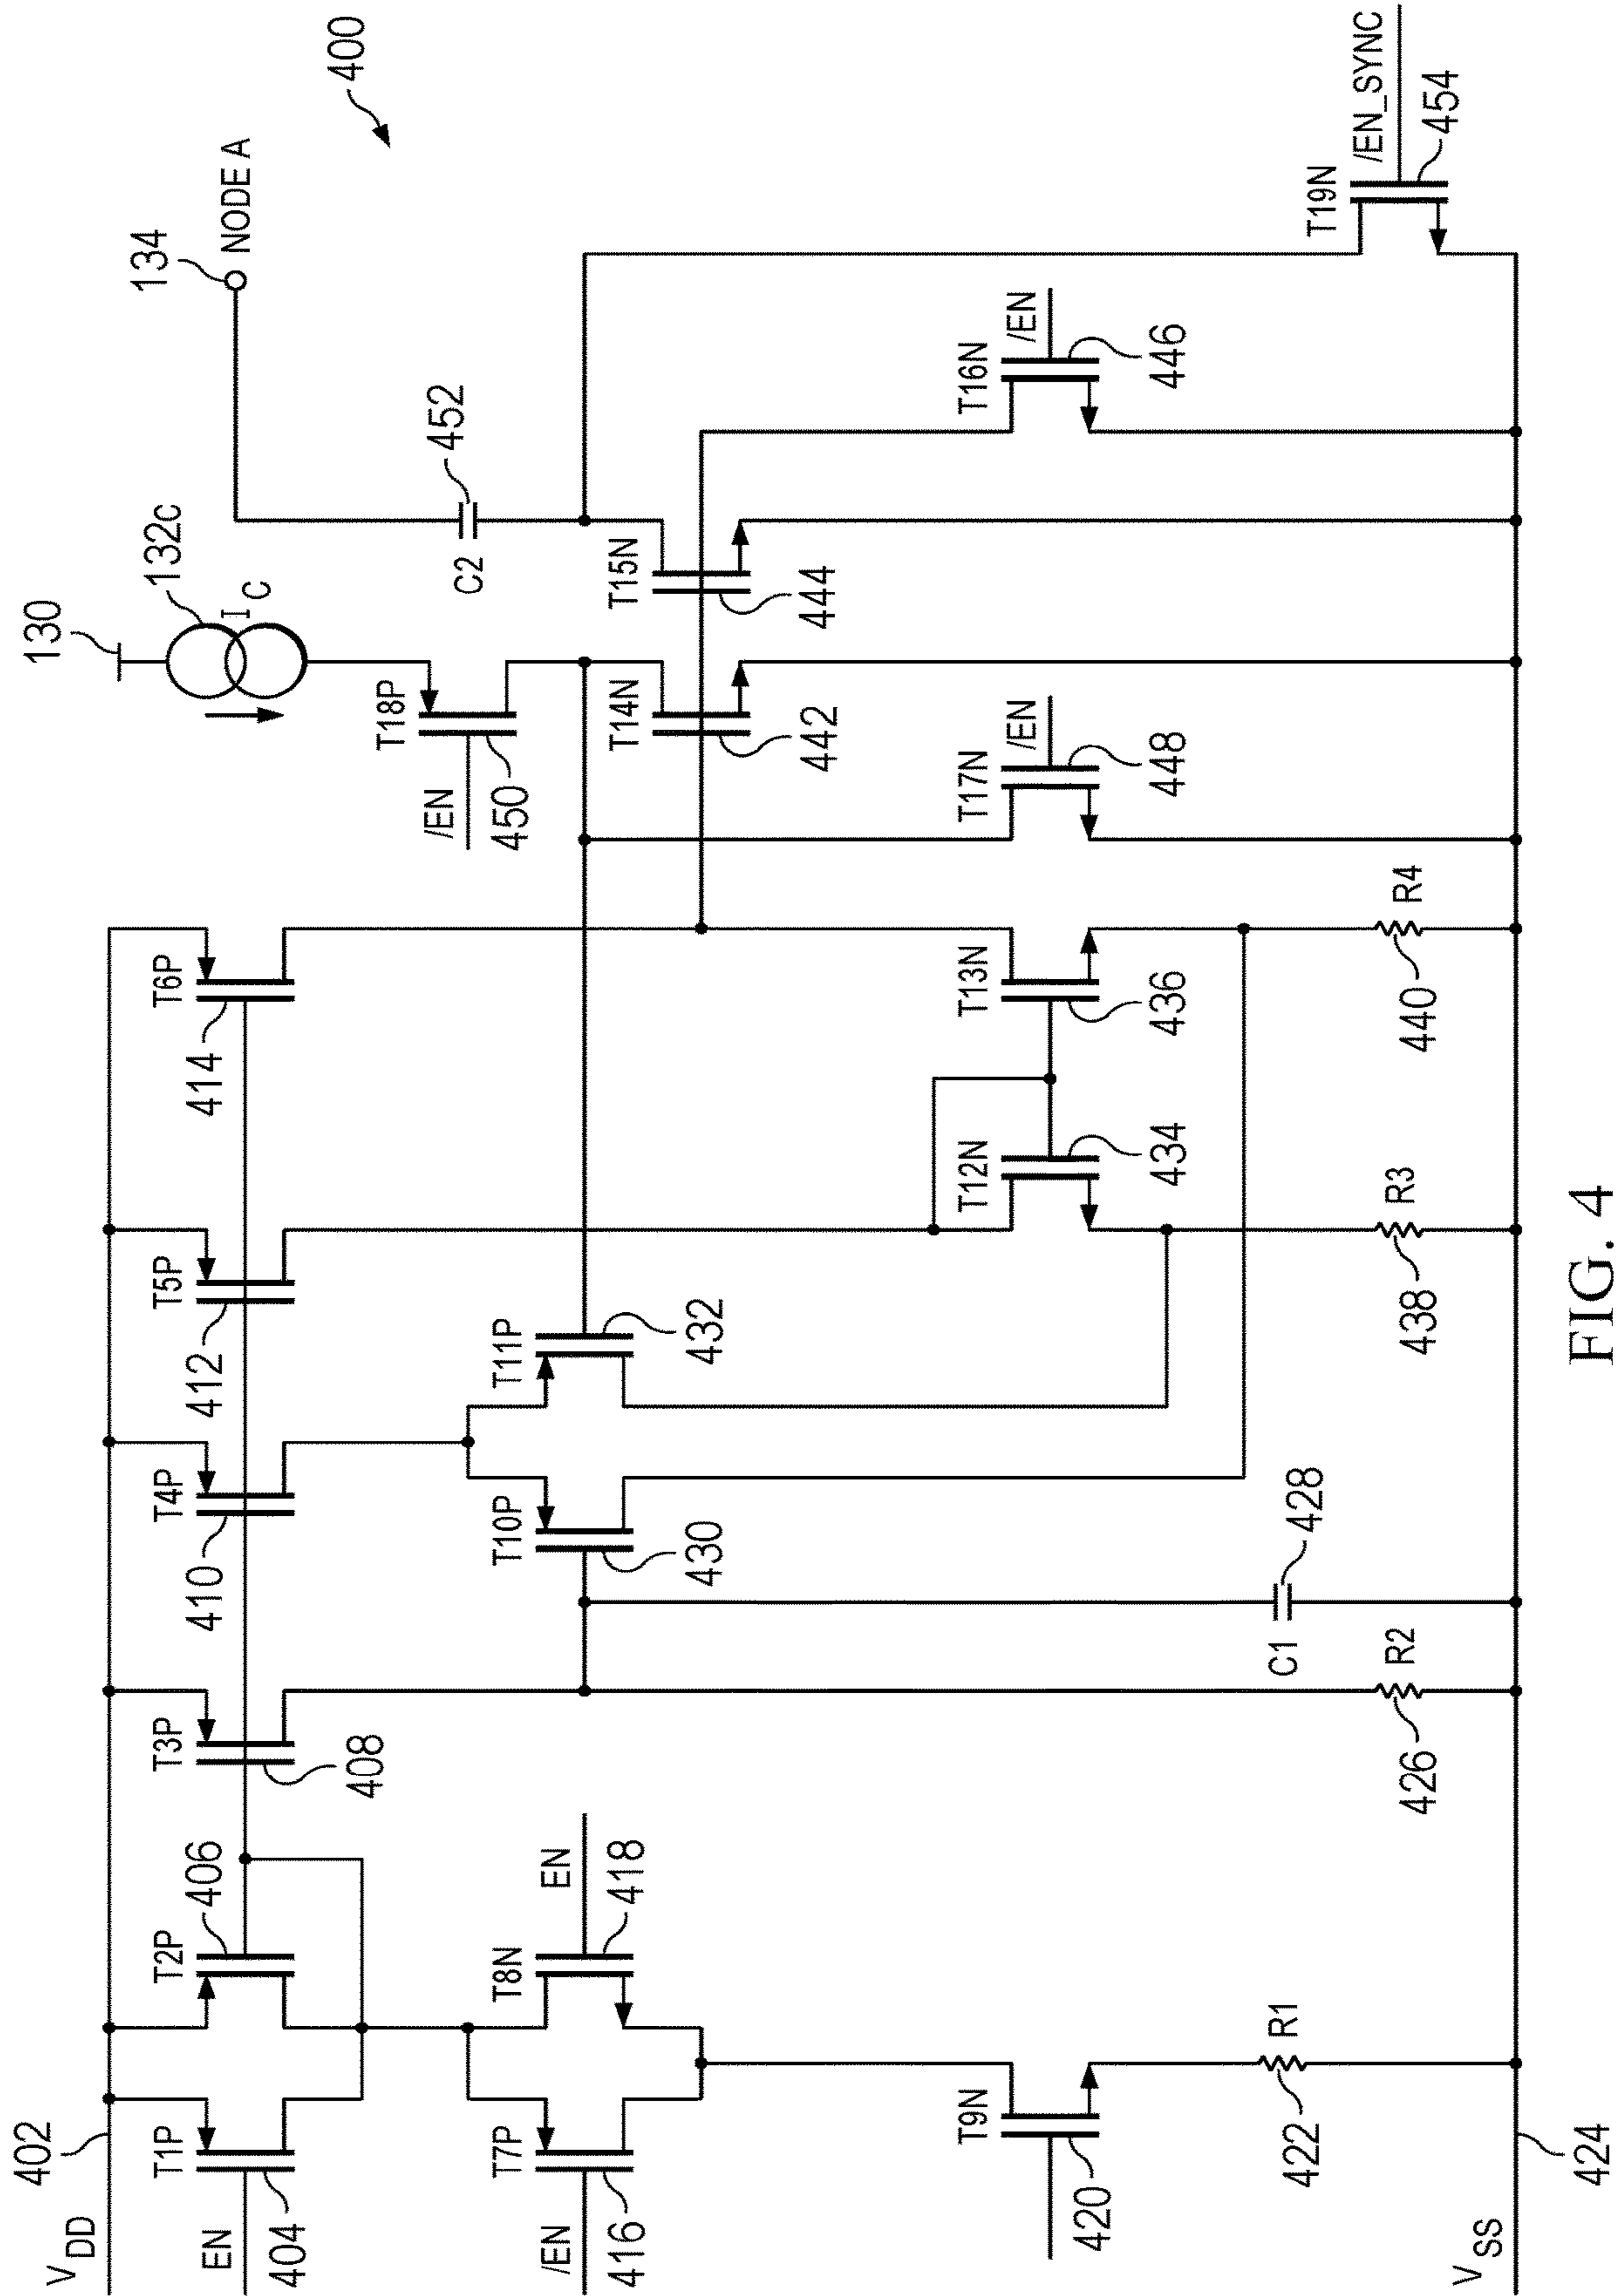 400
134
NODE A
130
132c
I C
452
C2
/EN
T18P
450
T14N
442
T15N
444
T16N
/EN
446
T17N
/EN
448
T19N
/EN_SYNC
454
402
V DD
EN
T1P
404
T2P
406
T3P
408
T4P
410
T5P
412
T6P
414
/EN
T7P
416
T8N
EN
418
T10P
430
T11P
432
T9N
420
T12N
434
T13N
436
R1
422
R2
426
C1
428
R3
438
R4
440
V SS
424
FIG. 4